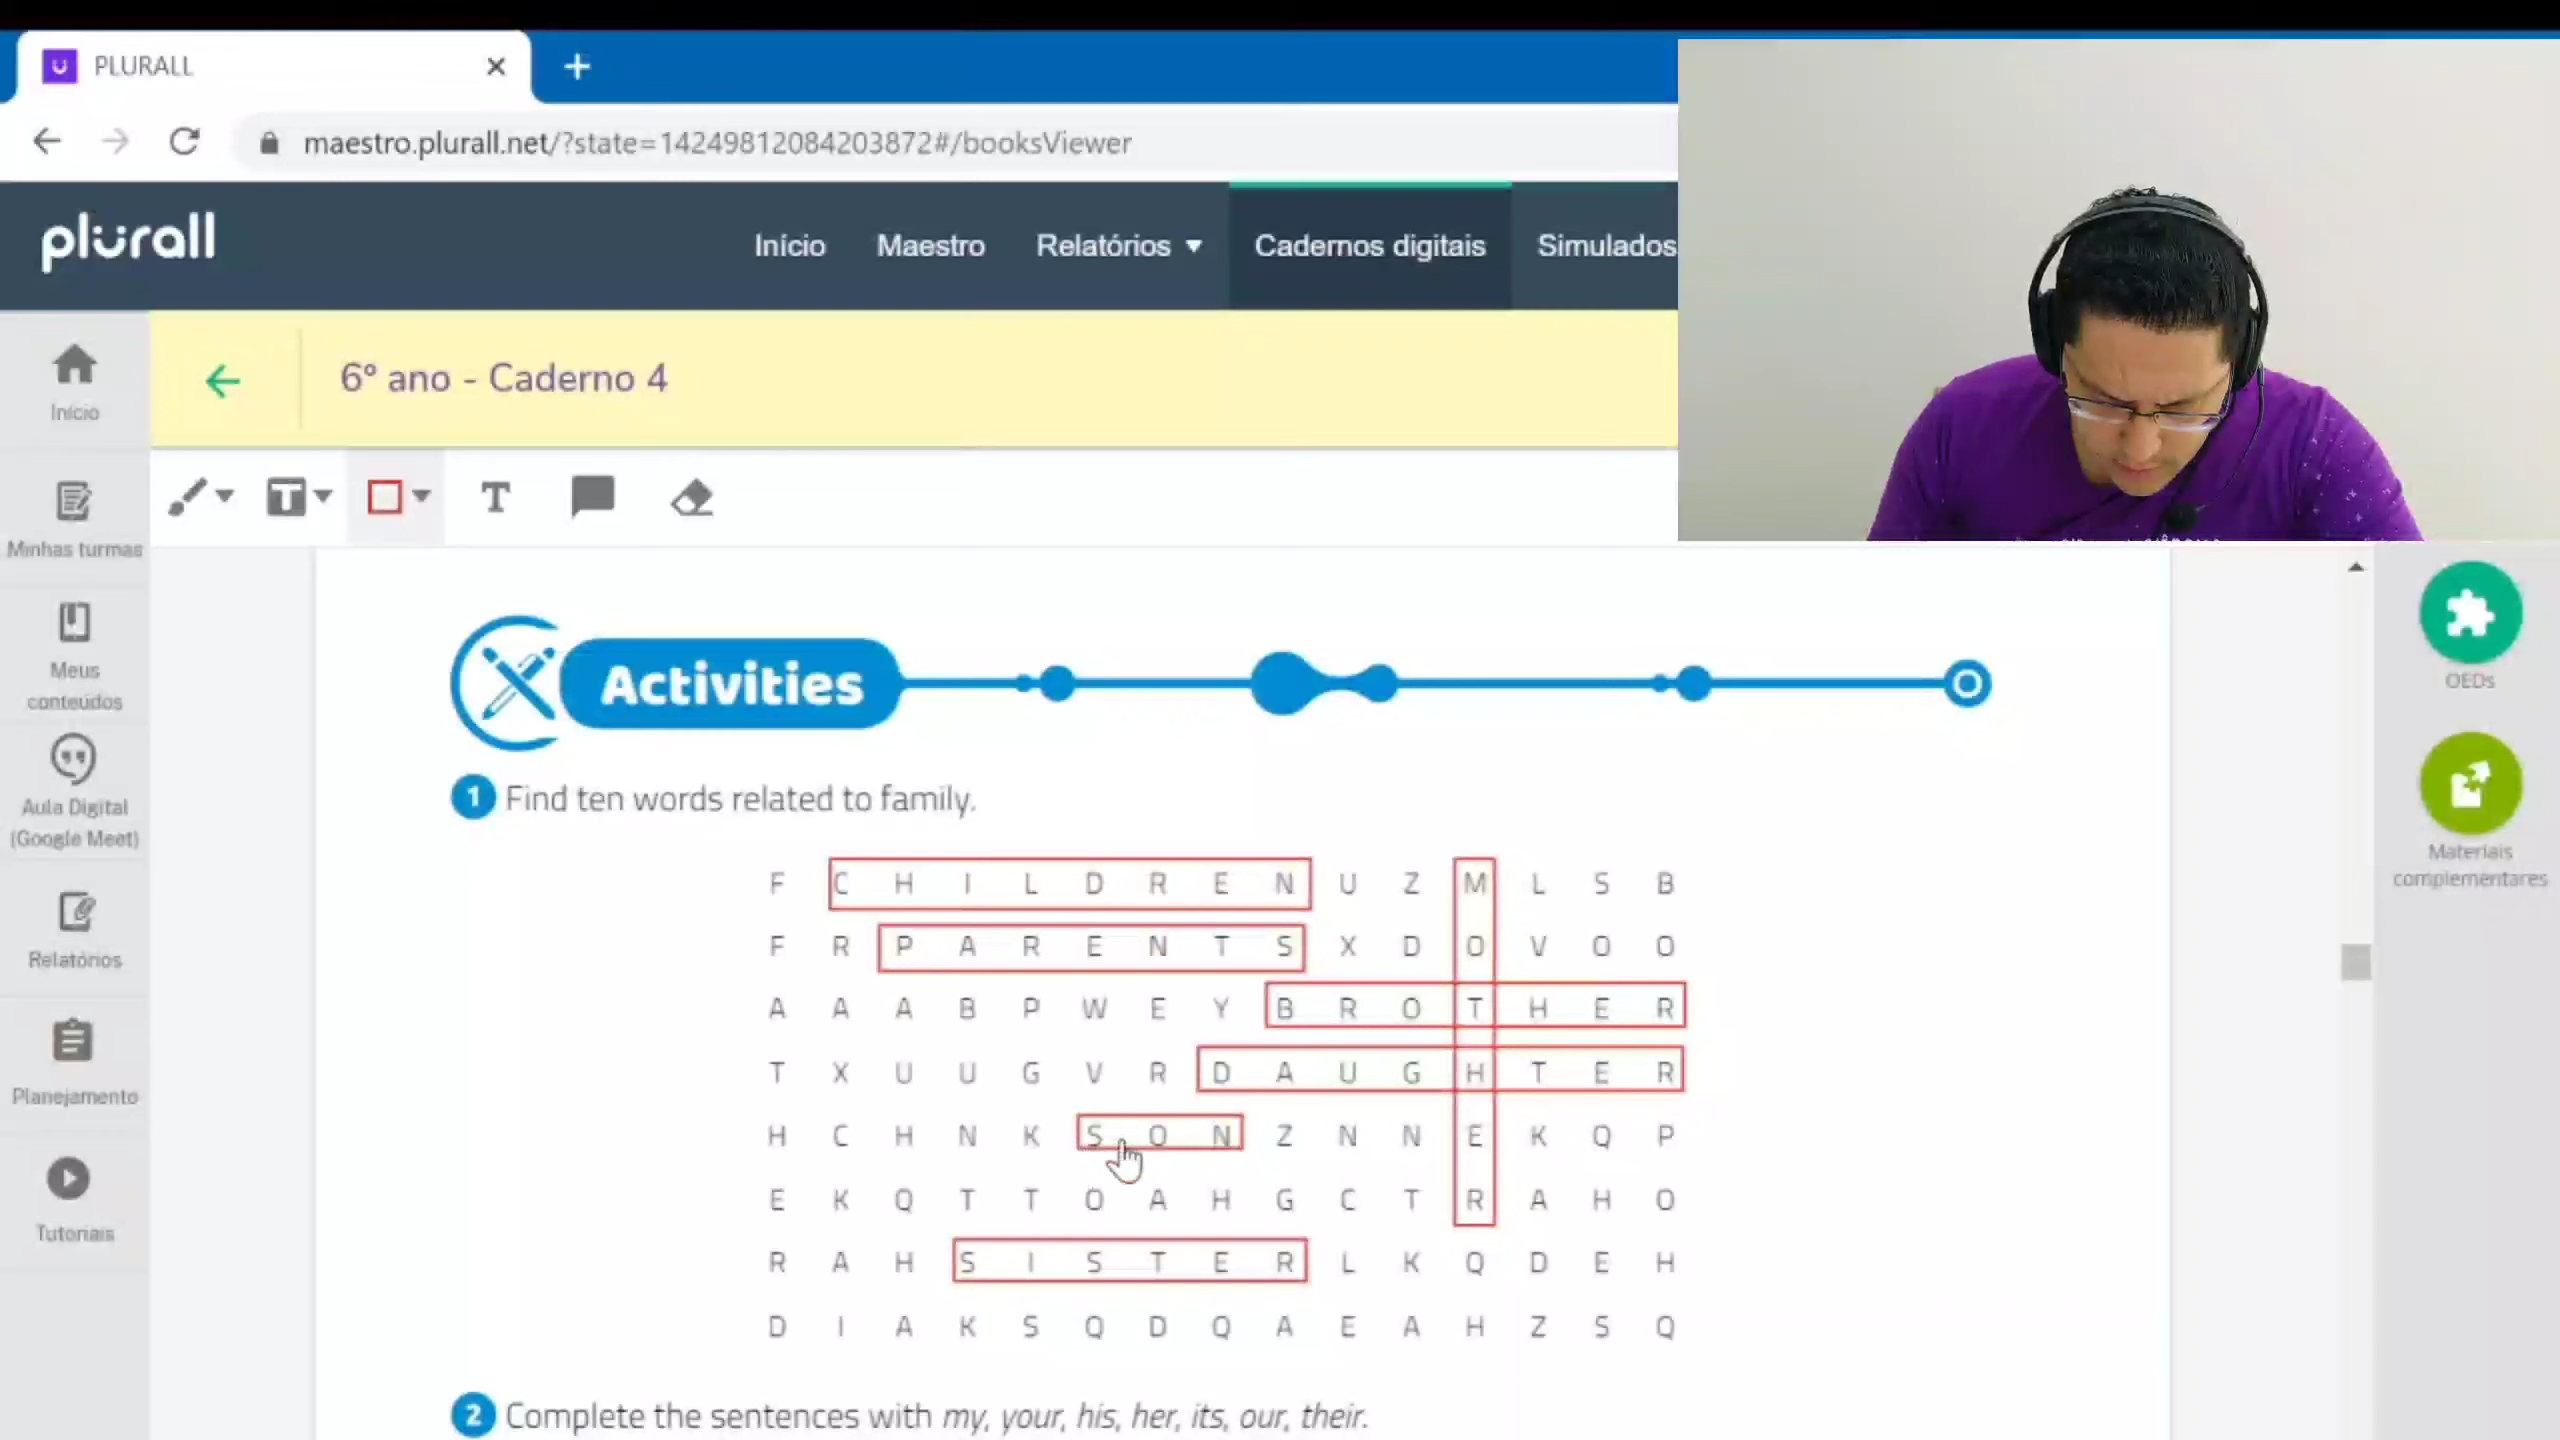 PLURALL
maestro.plurall.net/?state=14249812084203872#/booksViewer
plurall
Início Maestro Relatórios Cadernos digitais Simulados
6º ano - Caderno 4
Início
Minhas turmas
Meus
conteúdos
Aula Digital
(Google Meet)
Relatórios
Planejamento
Tutoriais
T T
Activities
1 Find ten words related to family.
F C H I L D R E N U Z M L S B
F R P A R E N T S X D O V O O
A A A B P W E Y B R O T H E R
T X U U G V R D A U G H T E R
H C H N K S O N Z N N E K Q P
E K Q T T O A H G C T R A H O
R A H S I S T E R L K Q D E H
D I A K S Q D Q A E A H Z S Q
2 Complete the sentences with my, your, his, her, its, our, their.
OEDs
Materiais
complementares